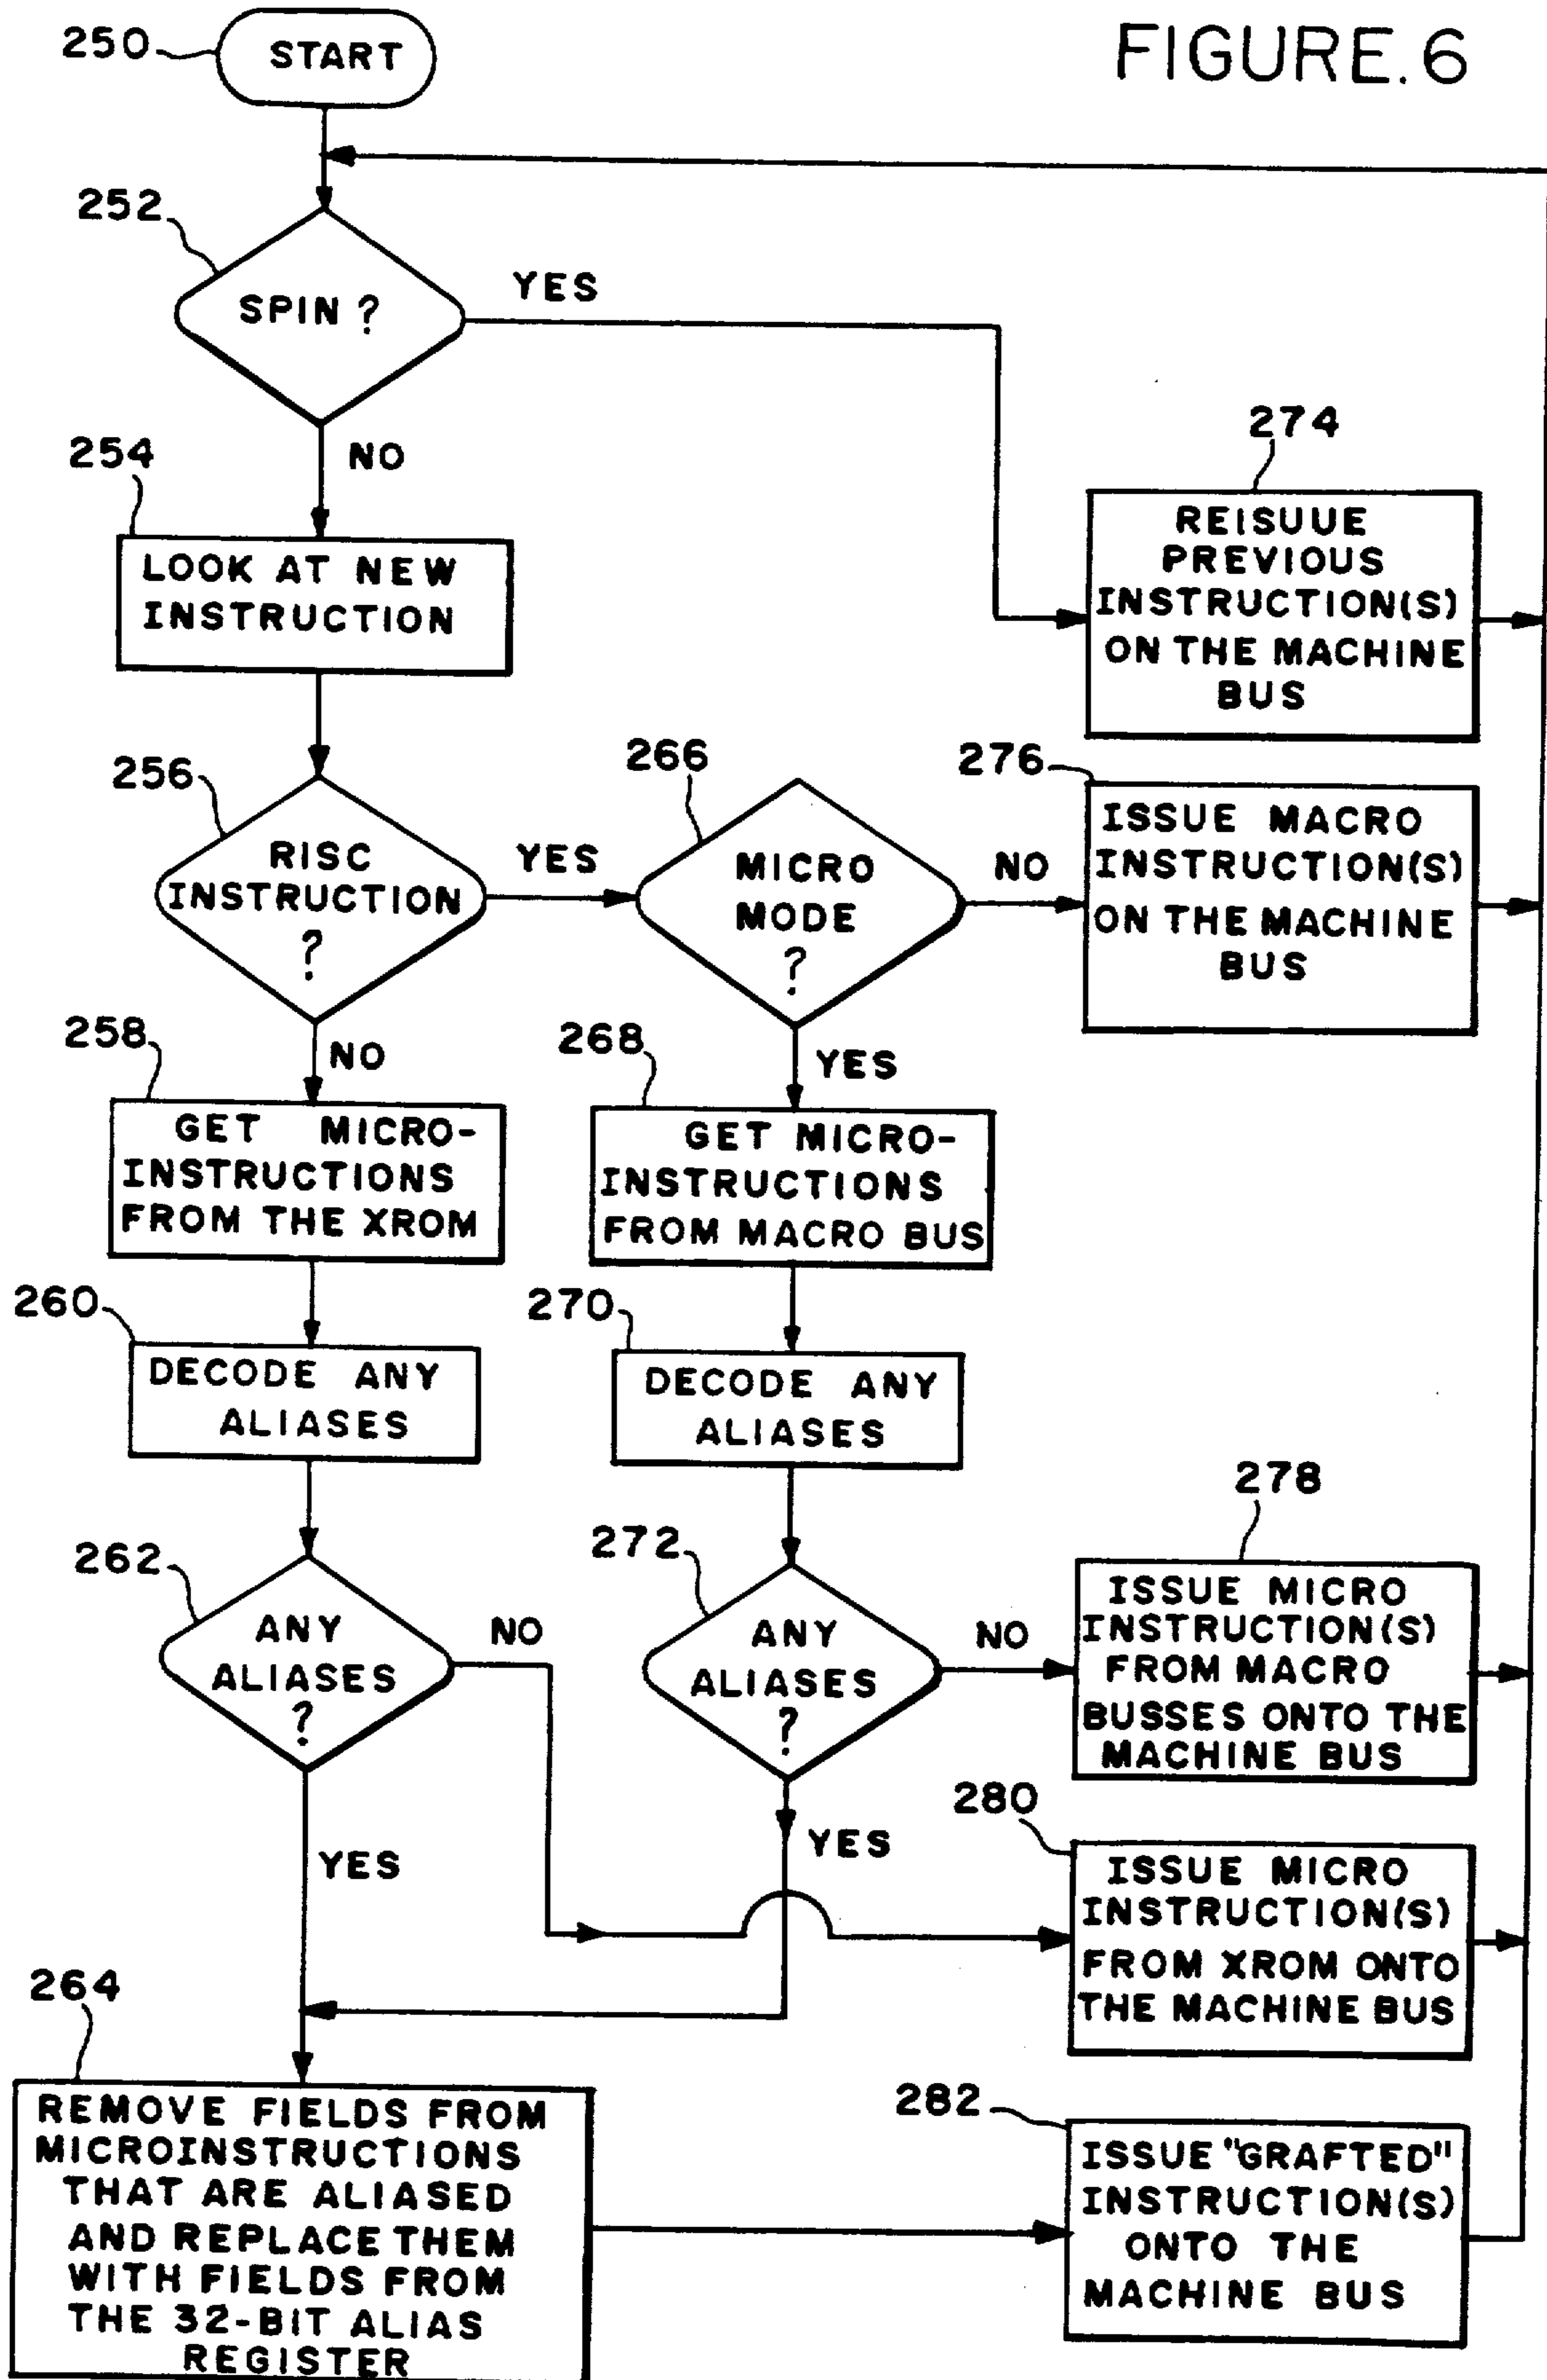 FIGURE.6
250
START
252
SPIN ?
YES
NO
254
LOOK AT NEW
INSTRUCTION
274
REISUUE
PREVIOUS
INSTRUCTION(S)
ON THE MACHINE
BUS
256
RISC
INSTRUCTION
?
YES
NO
266
MICRO
MODE
?
NO
YES
276
ISSUE MACRO
INSTRUCTION(S)
ON THE MACHINE
BUS
258
GET MICRO-
INSTRUCTIONS
FROM THE XROM
268
GET MICRO-
INSTRUCTIONS
FROM MACRO BUS
260
DECODE ANY
ALIASES
270
DECODE ANY
ALIASES
262
ANY
ALIASES
?
NO
YES
272
ANY
ALIASES
?
NO
YES
278
ISSUE MICRO
INSTRUCTION(S)
FROM MACRO
BUSSES ONTO THE
MACHINE BUS
280
ISSUE MICRO
INSTRUCTION(S)
FROM XROM ONTO
THE MACHINE BUS
264
REMOVE FIELDS FROM
MICROINSTRUCTIONS
THAT ARE ALIASED
AND REPLACE THEM
WITH FIELDS FROM
THE 32-BIT ALIAS
REGISTER
282
ISSUE "GRAFTED"
INSTRUCTION(S)
ONTO THE
MACHINE BUS